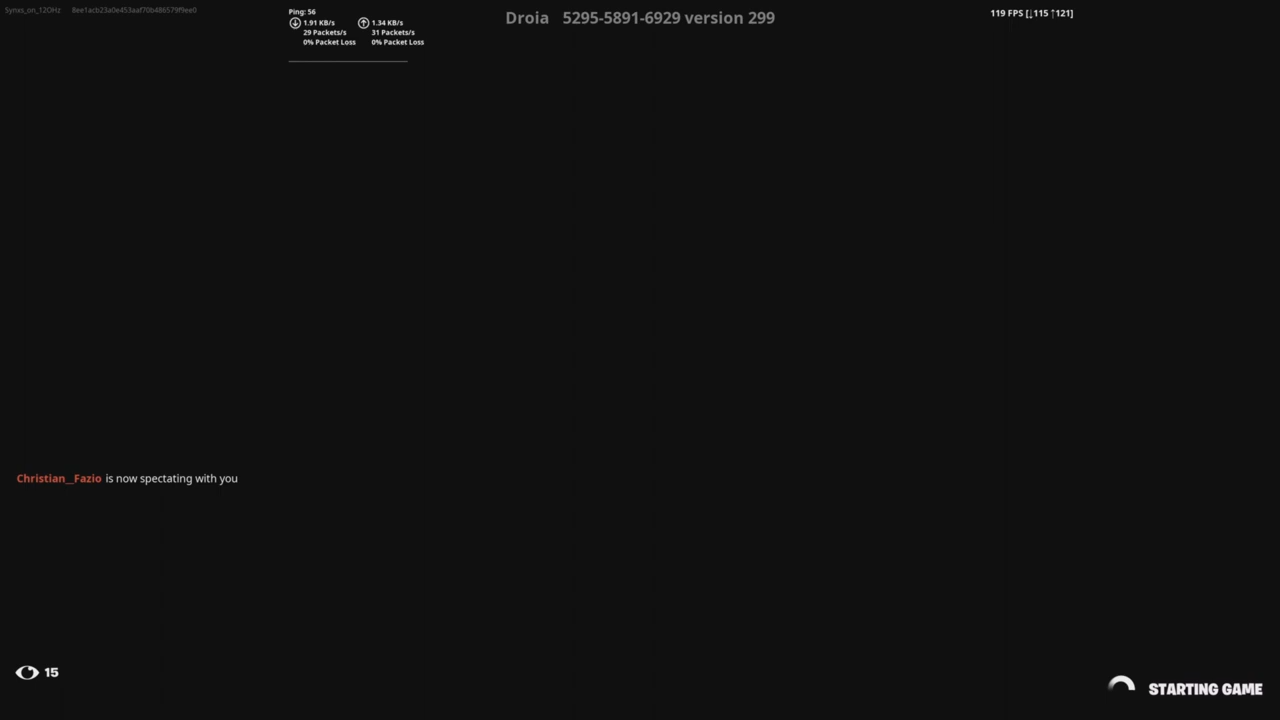 Synxs_on_120Hz 8ee1acb23a0e453aaf70b486579f9ee0
Ping: 56
1.91 KB/s 1.34 KB/s
29 Packets/s 31 Packets/s
0% Packet Loss 0% Packet Loss
Droia 5295-5891-6929 version 299
119 FPS [↓115 ↑121]
Christian__Fazio is now spectating with you
15
STARTING GAME